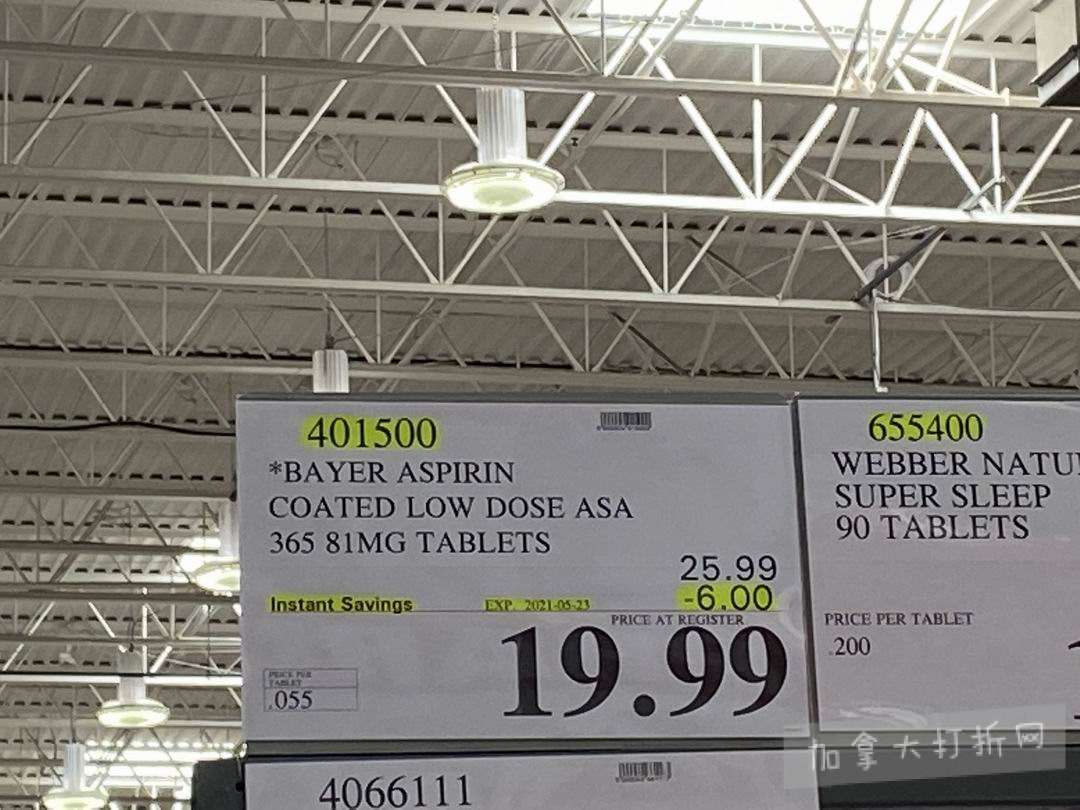 401500
*BAYER ASPIRIN
COATED LOW DOSE ASA
365 81MG TABLETS
25.99
Instant Savings EXP. 2021-05-23 -6.00
PRICE AT REGISTER
19.99
PRICE PER
TABLET
.055
655400
WEBBER NATU
SUPER SLEEP
90 TABLETS
PRICE PER TABLET
.200
4066111
加拿大打折网